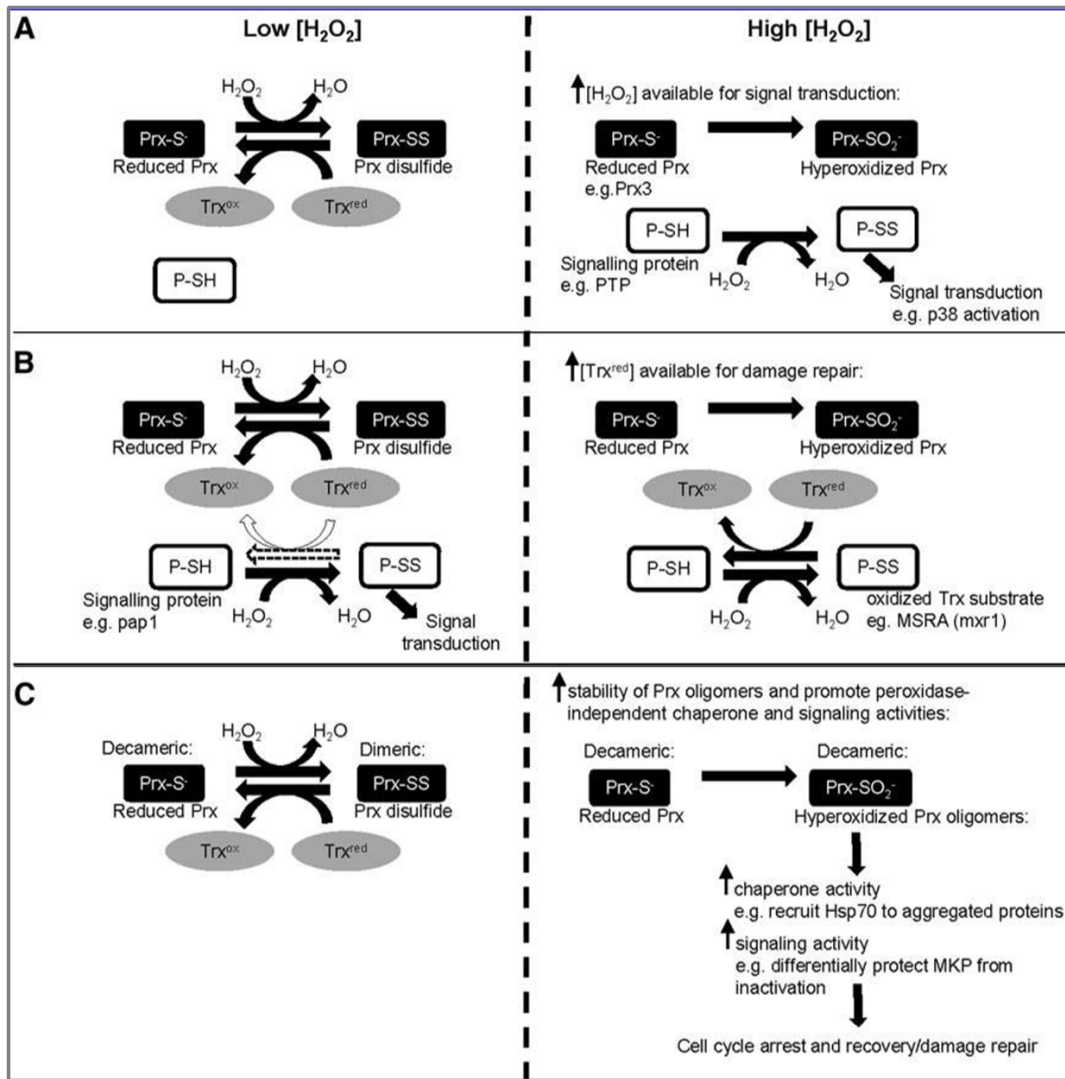 A
Low [H₂O₂]
High [H₂O₂]
H₂O₂
H₂O
Prx-S⁻
Prx-SS
Reduced Prx
Prx disulfide
Trxᵒˣ
Trxʳᵉᵈ
P-SH
↑[H₂O₂] available for signal transduction:
Prx-S⁻
Prx-SO₂⁻
Reduced Prx
e.g.Prx3
Hyperoxidized Prx
P-SH
P-SS
Signalling protein
e.g. PTP
H₂O₂
H₂O
Signal transduction
e.g. p38 activation
B
H₂O₂
H₂O
Prx-S⁻
Prx-SS
Reduced Prx
Prx disulfide
Trxᵒˣ
Trxʳᵉᵈ
P-SH
P-SS
Signalling protein
e.g. pap1
H₂O₂
H₂O
Signal
transduction
↑[Trxʳᵉᵈ] available for damage repair:
Prx-S⁻
Prx-SO₂⁻
Reduced Prx
Hyperoxidized Prx
Trxᵒˣ
Trxʳᵉᵈ
P-SH
P-SS
H₂O₂
H₂O
oxidized Trx substrate
eg. MSRA (mxr1)
C
H₂O₂
H₂O
Decameric:
Dimeric:
Prx-S⁻
Prx-SS
Reduced Prx
Prx disulfide
Trxᵒˣ
Trxʳᵉᵈ
↑stability of Prx oligomers and promote peroxidase-
independent chaperone and signaling activities:
Decameric:
Decameric:
Prx-S⁻
Prx-SO₂⁻
Reduced Prx
Hyperoxidized Prx oligomers:
↑chaperone activity
e.g. recruit Hsp70 to aggregated proteins
↑signaling activity
e.g. differentially protect MKP from
inactivation
Cell cycle arrest and recovery/damage repair